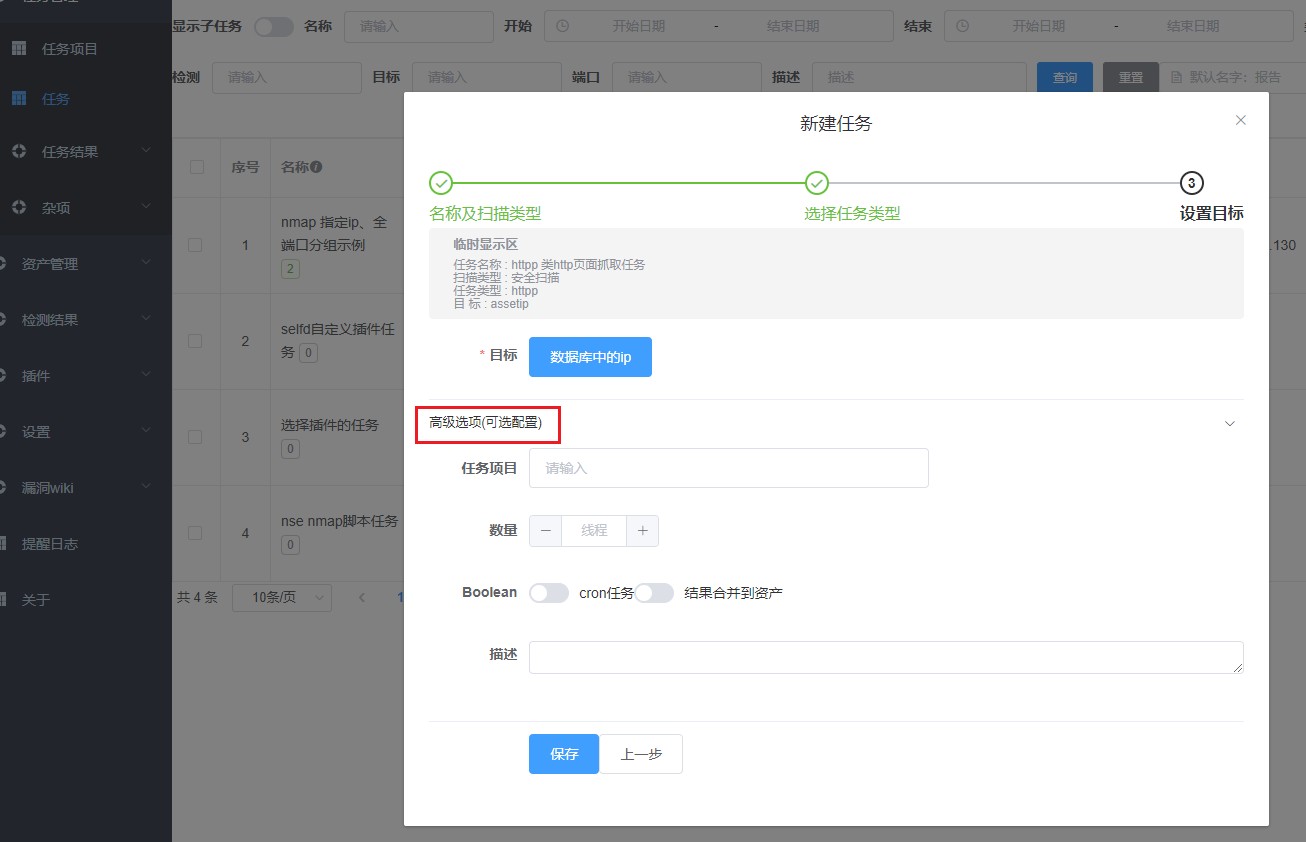 任务管理
任务项目
任务
任务结果
杂项
资产管理
检测结果
插件
设置
漏洞wiki
提醒日志
关于
显示子任务 名称 请输入 开始 开始日期 - 结束日期 结束 开始日期 - 结束日期
检测 请输入 目标 请输入 端口 请输入 描述 描述 查询 重置 默认名字：报告
序号 名称
1 nmap 指定ip、全
端口分组示例
2
.130
2 selfd自定义插件任
务 0
3 选择插件的任务
0
4 nse nmap脚本任务
0
共 4 条 10条/页 < 1
新建任务
3
名称及扫描类型 选择任务类型 设置目标
临时显示区
任务名称 : httpp 类http页面抓取任务
扫描类型 : 安全扫描
任务类型 : httpp
目 标 : assetip
* 目标 数据库中的ip
高级选项(可选配置)
任务项目 请输入
数量 − 线程 +
Boolean cron任务 结果合并到资产
描述
保存 上一步